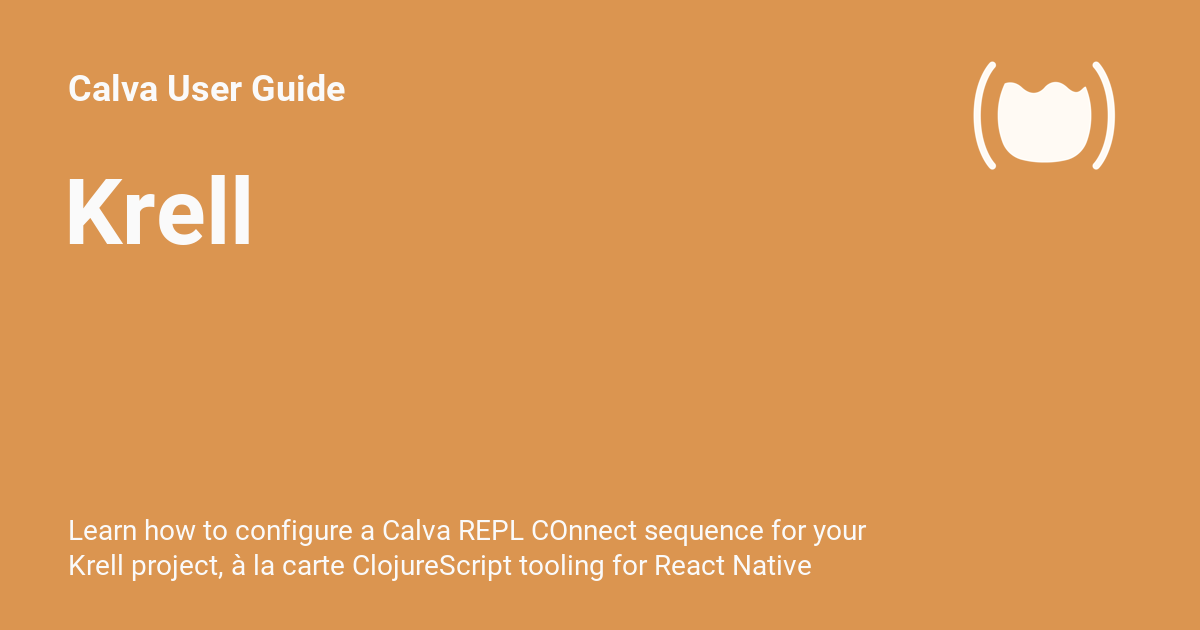 Calva User Guide
Krell
Learn how to configure a Calva REPL COnnect sequence for your
Krell project, à la carte ClojureScript tooling for React Native